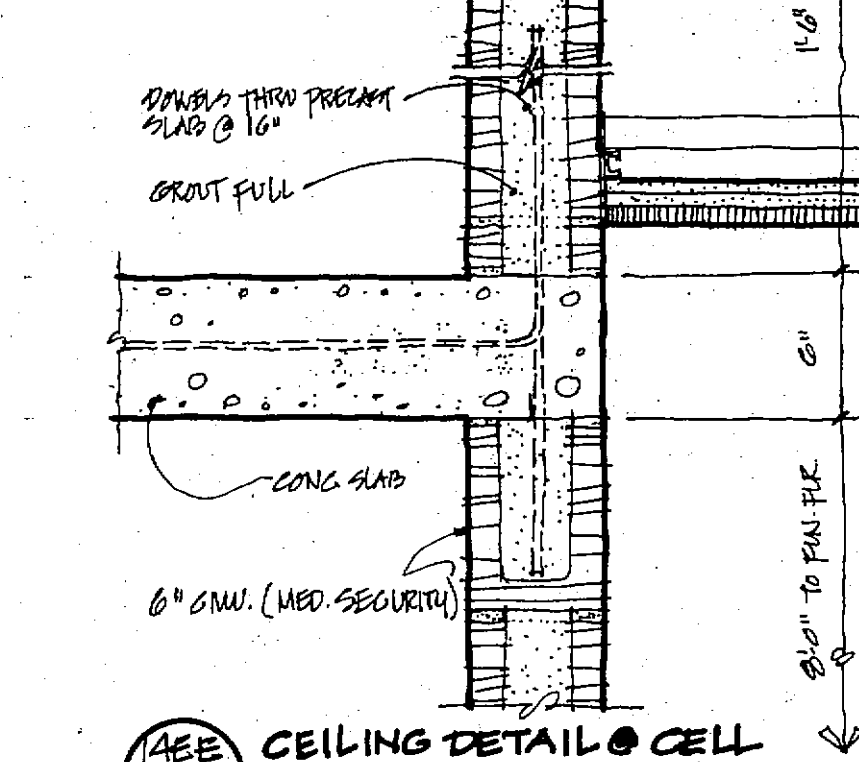 1'-6"
DOWELS THRU PRECAST
SLAB @ 16"
GROUT FULL
6"
CONC SLAB
8'-0" TO FIN. FLR.
6" CMU. (MED. SECURITY)
14EE CEILING DETAIL @ CELL